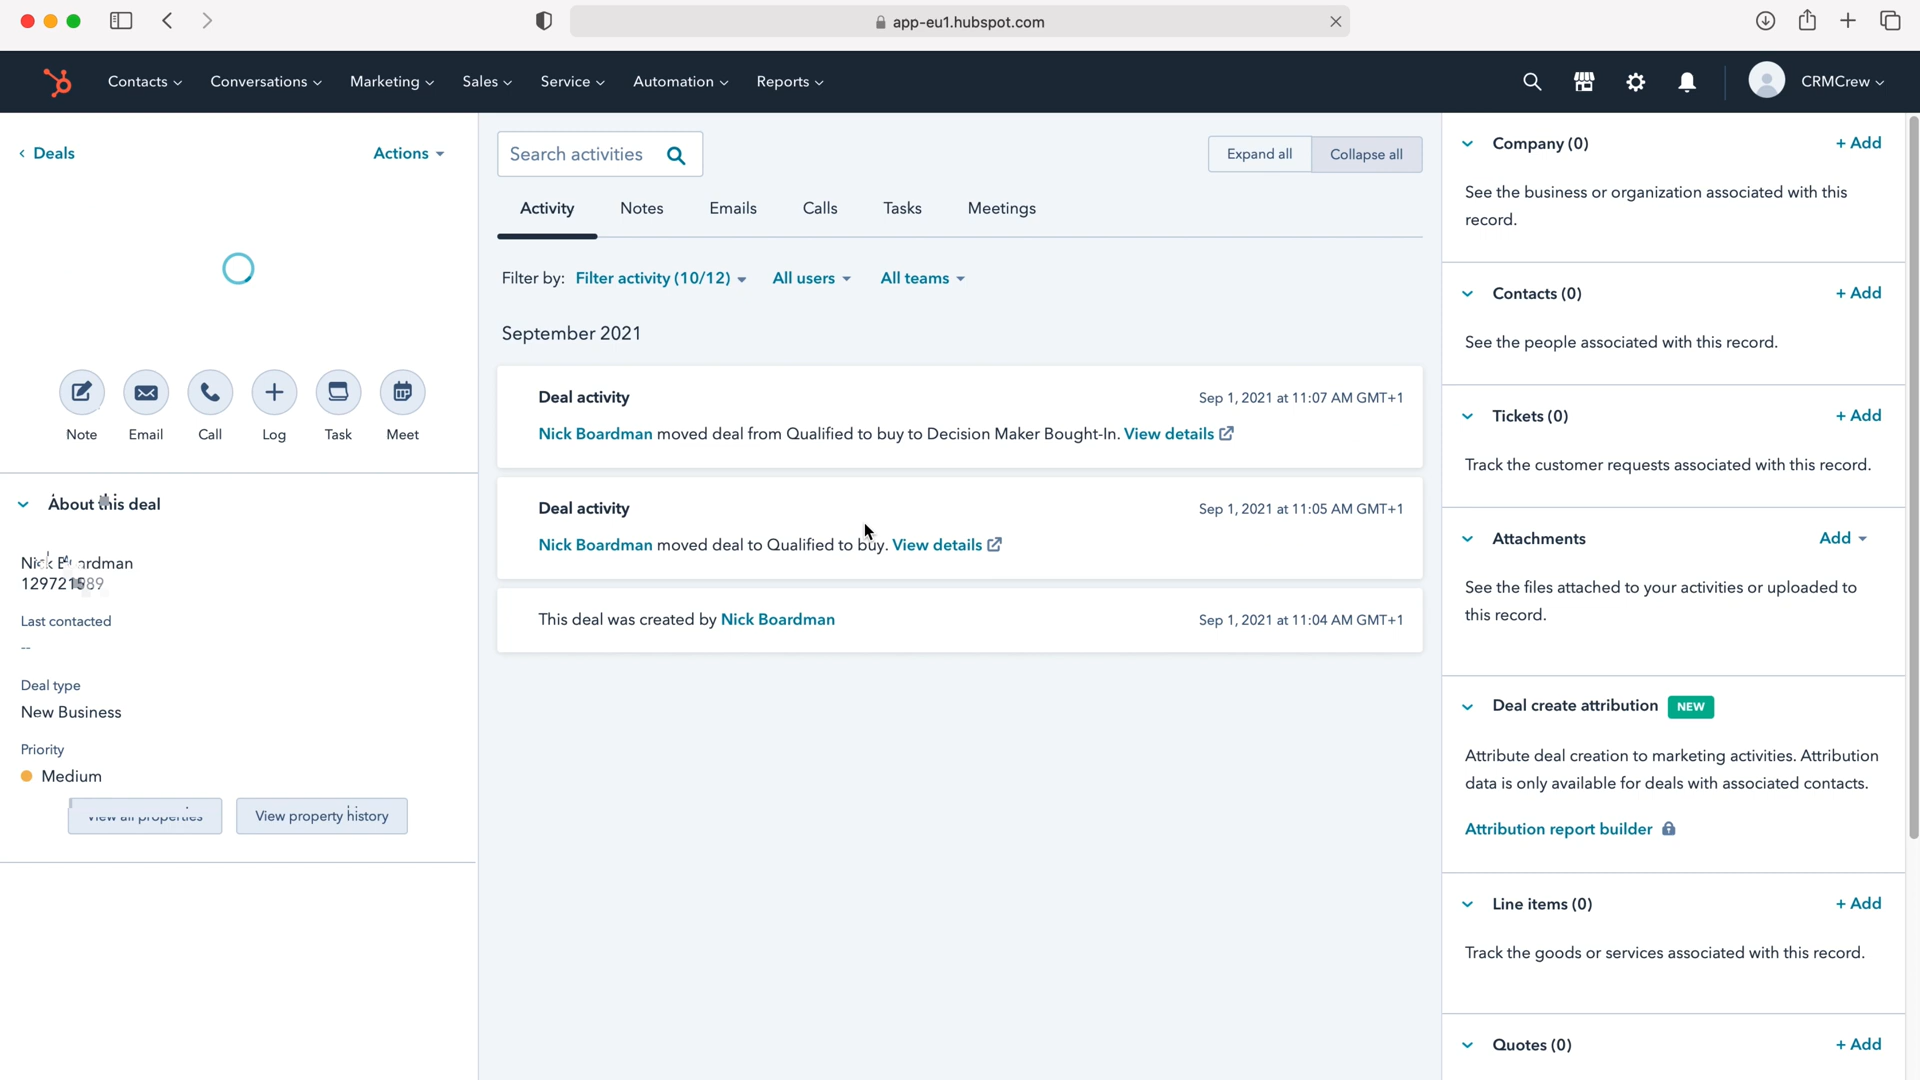 app-eu1.hubspot.com
Contacts
Conversations
Marketing
Sales
Service
Automation
Reports
CRMCrew
Deals
Actions
Note
Email
Call
Log
Task
Meet
About this deal
Nick Boardman
Last contacted
--
Deal type
New Business
Priority
Medium
View all properties
View property history
Search activities
Expand all
Collapse all
Activity
Notes
Emails
Calls
Tasks
Meetings
Filter by: Filter activity (10/12)
All users
All teams
September 2021
Deal activity
Sep 1, 2021 at 11:07 AM GMT+1
Nick Boardman moved deal from Qualified to buy to Decision Maker Bought-In. View details
Deal activity
Sep 1, 2021 at 11:05 AM GMT+1
Nick Boardman moved deal to Qualified to buy. View details
This deal was created by Nick Boardman
Sep 1, 2021 at 11:04 AM GMT+1
Company (0)
+ Add
See the business or organization associated with this
record.
Contacts (0)
+ Add
See the people associated with this record.
Tickets (0)
+ Add
Track the customer requests associated with this record.
Attachments
Add
See the files attached to your activities or uploaded to
this record.
Deal create attribution NEW
Attribute deal creation to marketing activities. Attribution
data is only available for deals with associated contacts.
Attribution report builder
Line items (0)
+ Add
Track the goods or services associated with this record.
Quotes (0)
+ Add